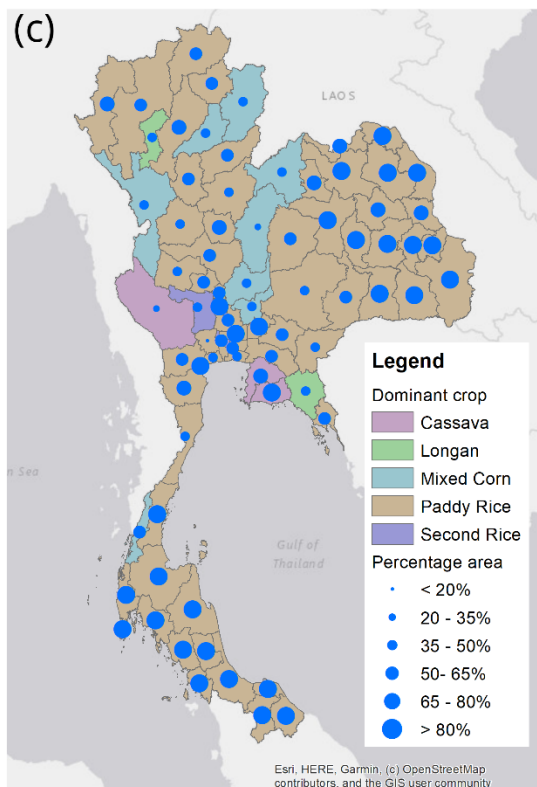 (c)
LAOS
n Sea
Gulf of
Thailand
Legend
Dominant crop
Cassava
Longan
Mixed Corn
Paddy Rice
Second Rice
Percentage area
< 20%
20 - 35%
35 - 50%
50- 65%
65 - 80%
> 80%
Esri, HERE, Garmin, (c) OpenStreetMap
contributors, and the GIS user community